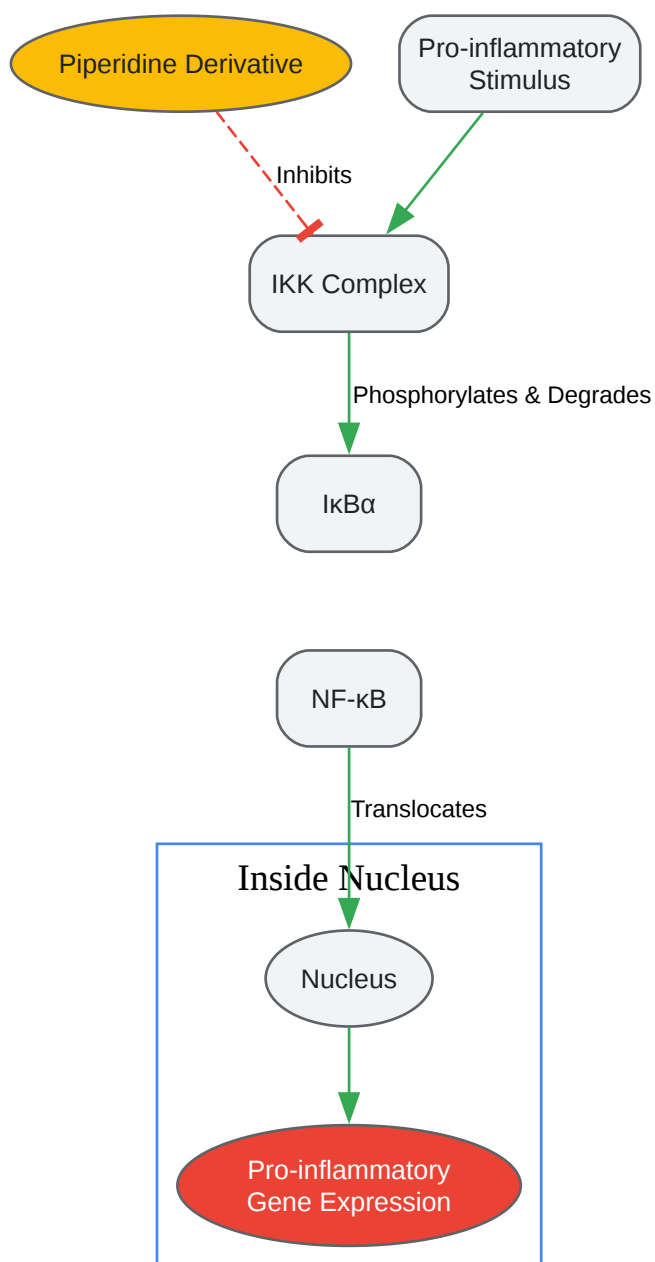 Piperidine Derivative
Pro-inflammatory
Stimulus
Inhibits
IKK Complex
Phosphorylates & Degrades
IκBα
NF-κB
Translocates
Inside Nucleus
Nucleus
Pro-inflammatory
Gene Expression